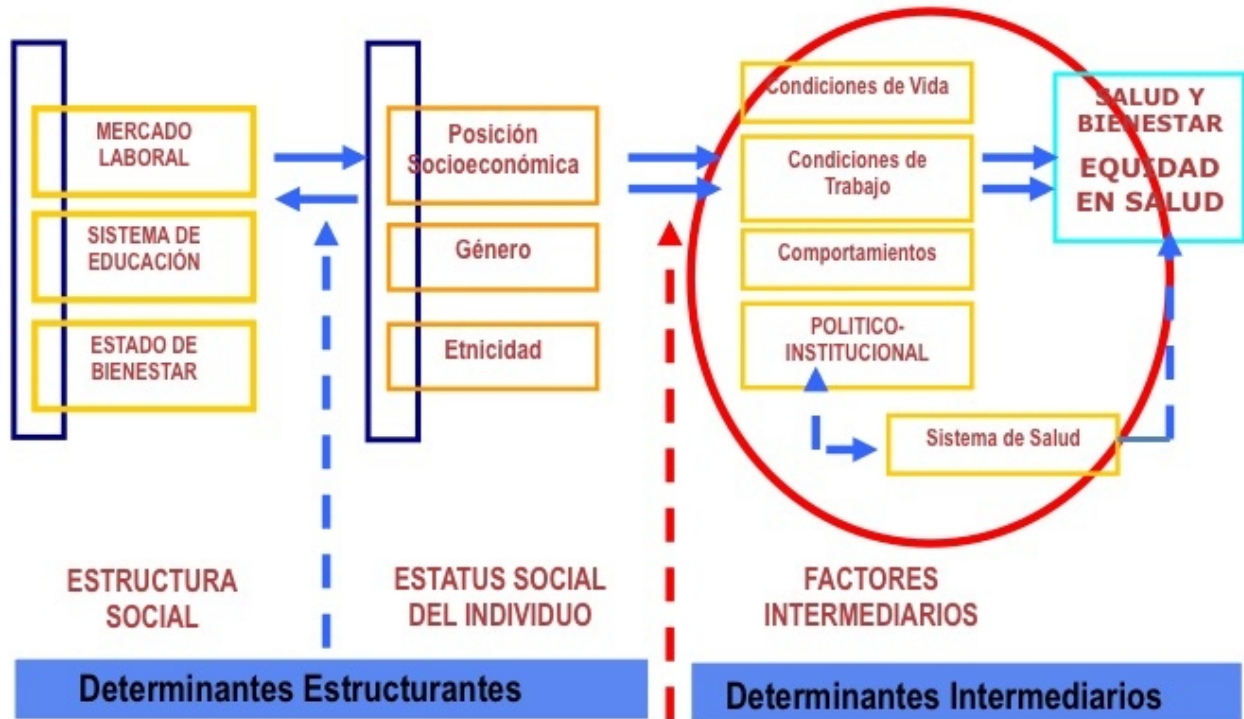 MERCADO
LABORAL
SISTEMA DE
EDUCACIÓN
ESTADO DE
BIENESTAR
ESTRUCTURA
SOCIAL
Posición
Socioeconómica
Género
Etnicidad
ESTATUS SOCIAL
DEL INDIVIDUO
Condiciones de Vida
Condiciones de
Trabajo
Comportamientos
POLITICO-
INSTITUCIONAL
Sistema de Salud
FACTORES
INTERMEDIARIOS
SALUD Y
BIENESTAR
EQUIDAD
EN SALUD
Determinantes Estructurantes
Determinantes Intermediarios